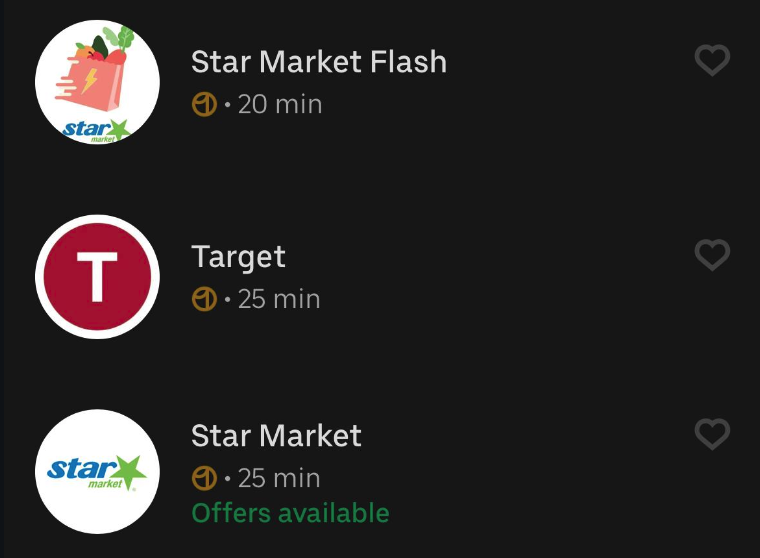 star
market
Star Market Flash
• 20 min
T
Target
• 25 min
star
market
Star Market
• 25 min
Offers available